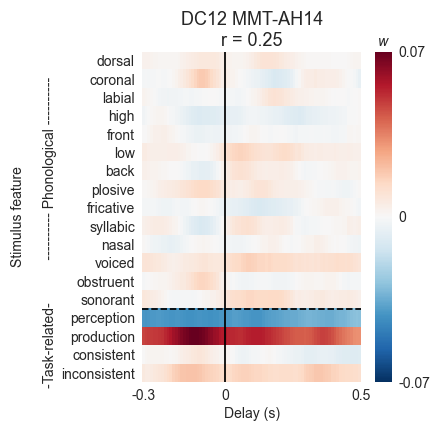 DC12 MMT-AH14
r = 0.25
w
0.07
0
-0.07
Stimulus feature
----------- Phonological -----------
-Task-related-
dorsal
coronal
labial
high
front
low
back
plosive
fricative
syllabic
nasal
voiced
obstruent
sonorant
perception
production
consistent
inconsistent
-0.3 0 0.5
Delay (s)